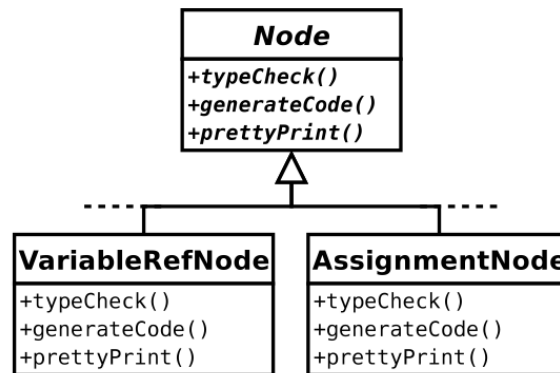 Node
+typeCheck()
+generateCode()
+prettyPrint()
VariableRefNode
+typeCheck()
+generateCode()
+prettyPrint()
AssignmentNode
+typeCheck()
+generateCode()
+prettyPrint()